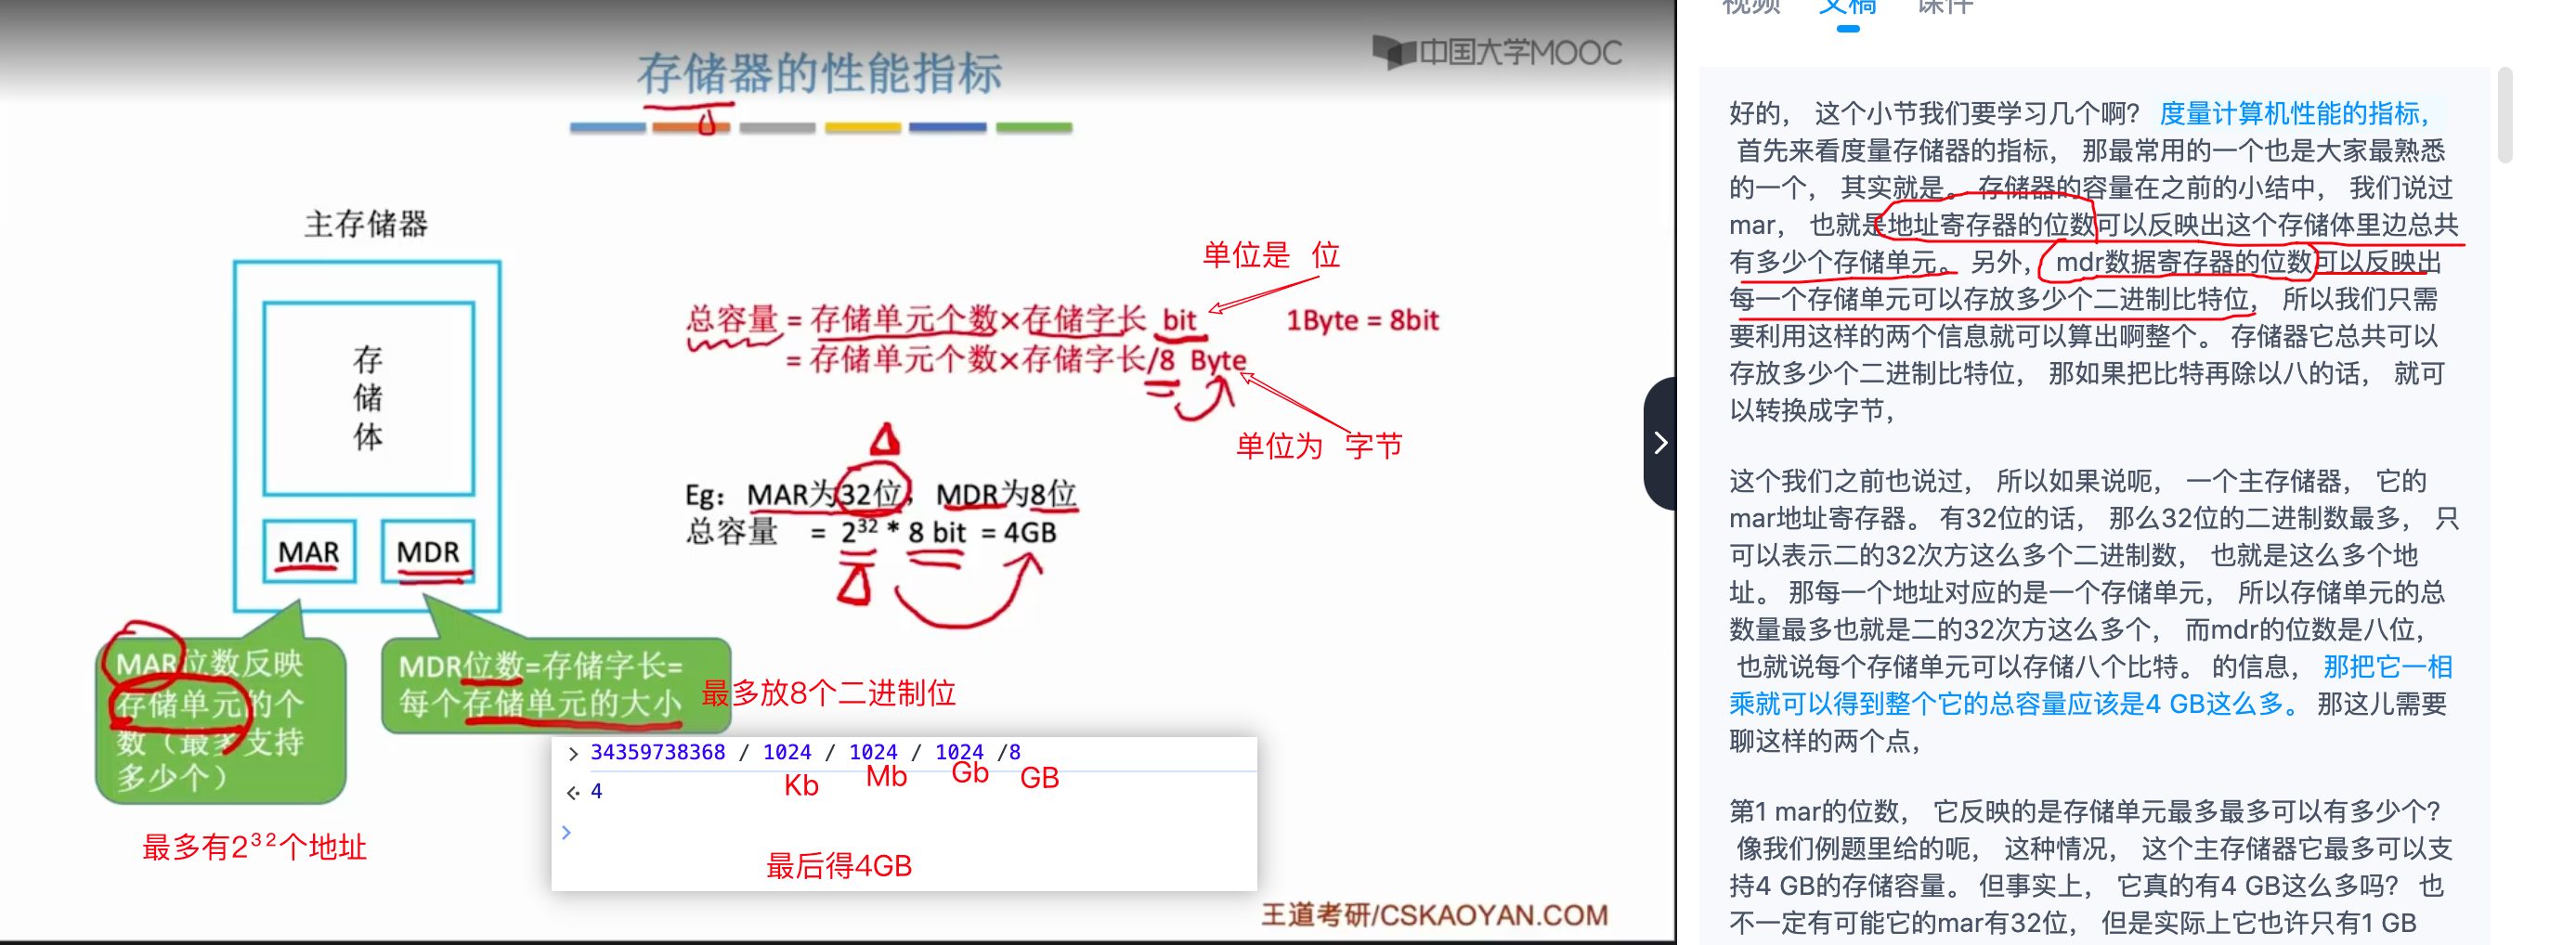 存储器的性能指标
中国大学MOOC
主存储器
存
储
体
MAR
MDR
MAR位数反映
存储单元的个
数（最多支持
多少个）
MDR位数=存储字长=
每个存储单元的大小
最多放8个二进制位
最多有2³²个地址
单位是 位
总容量 = 存储单元个数×存储字长 bit
1Byte = 8bit
= 存储单元个数×存储字长/8 Byte
单位为 字节
Eg：MAR为32位，MDR为8位
总容量 = 2³² * 8 bit = 4GB
> 34359738368 / 1024 / 1024 / 1024 /8
Kb Mb Gb GB
4
最后得4GB
王道考研/CSKAOYAN.COM
视频 文稿 课件
好的， 这个小节我们要学习几个啊？ 度量计算机性能的指标，
首先来看度量存储器的指标， 那最常用的一个也是大家最熟悉
的一个， 其实就是。 存储器的容量在之前的小结中， 我们说过
mar， 也就是地址寄存器的位数可以反映出这个存储体里边总共
有多少个存储单元。 另外， mdr数据寄存器的位数可以反映出
每一个存储单元可以存放多少个二进制比特位， 所以我们只需
要利用这样的两个信息就可以算出啊整个。 存储器它总共可以
存放多少个二进制比特位， 那如果把比特再除以八的话， 就可
以转换成字节，
这个我们之前也说过， 所以如果说呃， 一个主存储器， 它的
mar地址寄存器。 有32位的话， 那么32位的二进制数最多， 只
可以表示二的32次方这么多个二进制数， 也就是这么多个地
址。 那每一个地址对应的是一个存储单元， 所以存储单元的总
数量最多也就是二的32次方这么多个， 而mdr的位数是八位，
也就说每个存储单元可以存储八个比特。 的信息， 那把它一相
乘就可以得到整个它的总容量应该是4 GB这么多。 那这儿需要
聊这样的两个点，
第1 mar的位数， 它反映的是存储单元最多最多可以有多少个？
像我们例题里给的呃， 这种情况， 这个主存储器它最多可以支
持4 GB的存储容量。 但事实上， 它真的有4 GB这么多吗？ 也
不一定有可能它的mar有32位， 但是实际上它也许只有1 GB